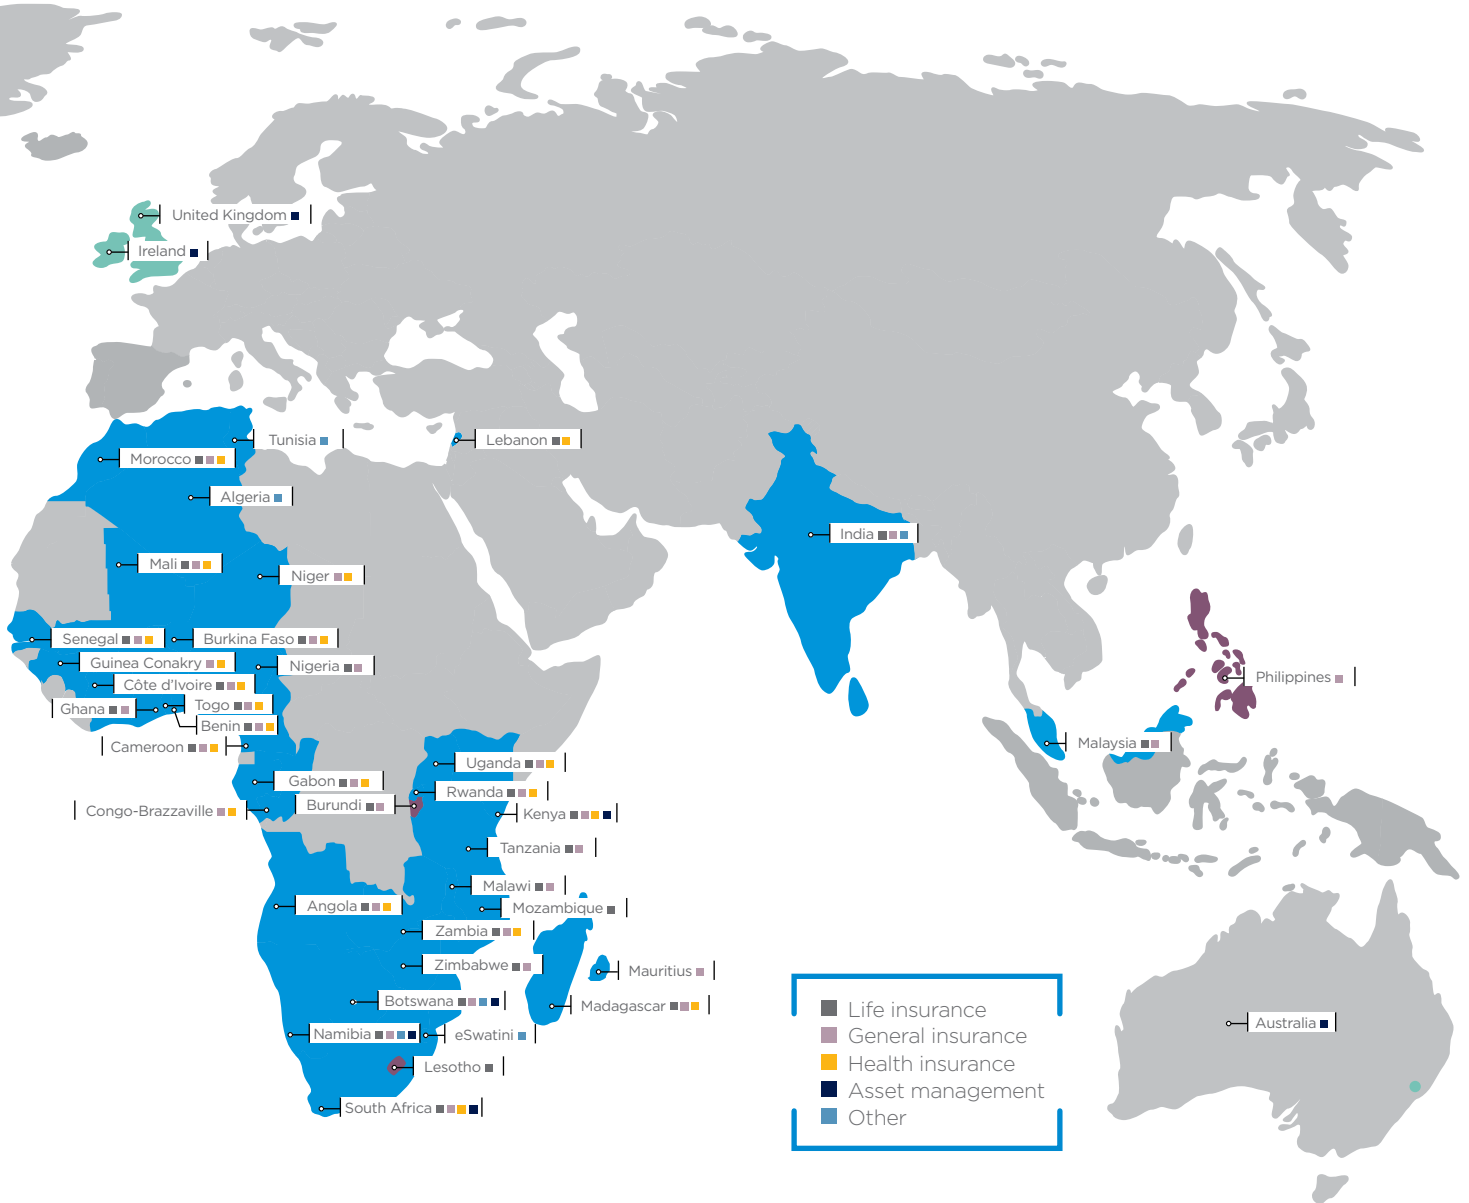 United Kingdom
Ireland
Tunisia
Lebanon
Morocco
Algeria
India
Mali
Niger
Senegal
Burkina Faso
Guinea Conakry
Nigeria
Côte d'Ivoire
Philippines
Ghana
Togo
Benin
Cameroon
Malaysia
Uganda
Gabon
Rwanda
Burundi
Congo-Brazzaville
Kenya
Tanzania
Malawi
Angola
Mozambique
Zambia
Zimbabwe
Mauritius
Botswana
Madagascar
Namibia
eSwatini
Lesotho
South Africa
Australia
Life insurance
General insurance
Health insurance
Asset management
Other